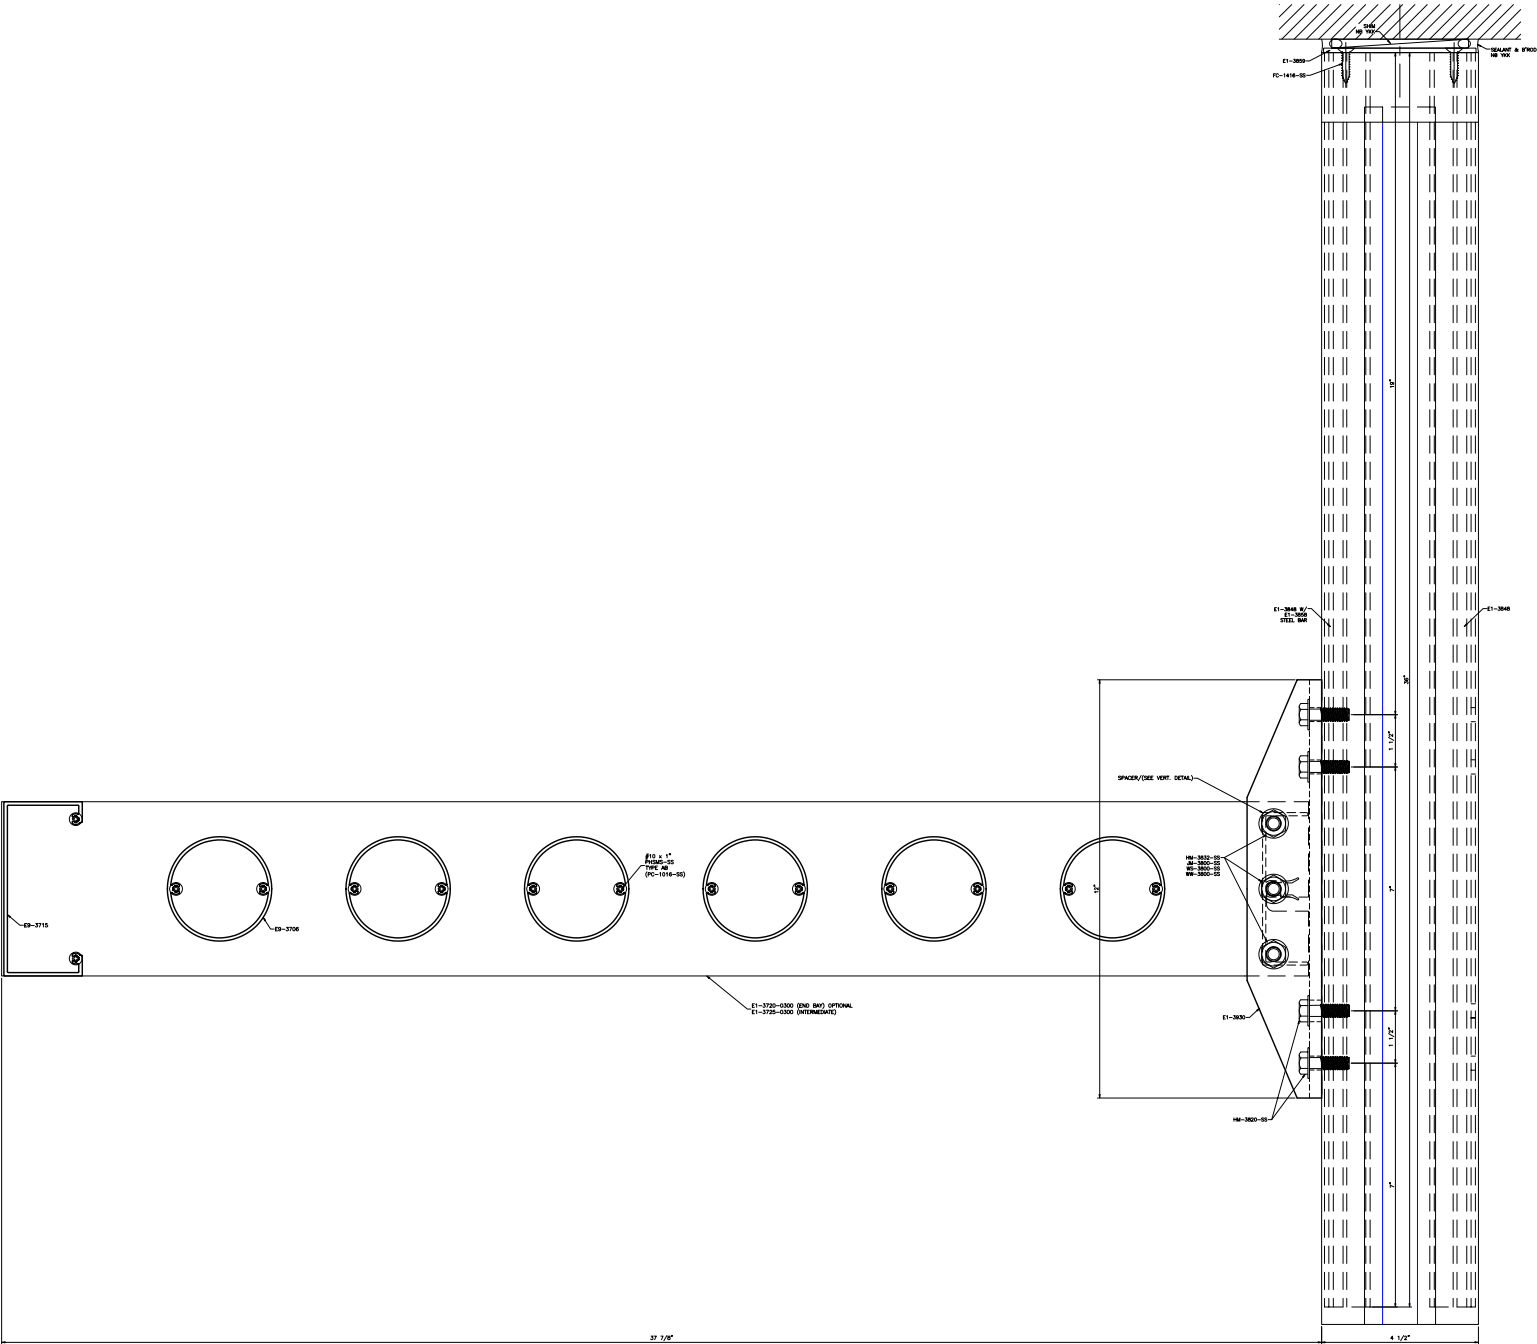 SHIM
NB YKK
SEALANT & B'ROD
NB YKK
E1-3859
FC-1416-SS
19"
E1-3848 W/
E1-3858
STEEL BAR
E1-3848
36"
1 1/2"
SPACER/(SEE VERT. DETAIL)
#10 x 1"
PHSMS-SS
TYPE AB
(PC-1016-SS)
HM-3832-SS
JM-3800-SS
WS-3800-SS
WW-3800-SS
12"
7"
E9-3715
E9-3706
E1-3720-0300 (END BAY) OPTIONAL
E1-3725-0300 (INTERMEDIATE)
E1-3930
1 1/2"
HM-3820-SS
7"
37 7/8"
4 1/2"